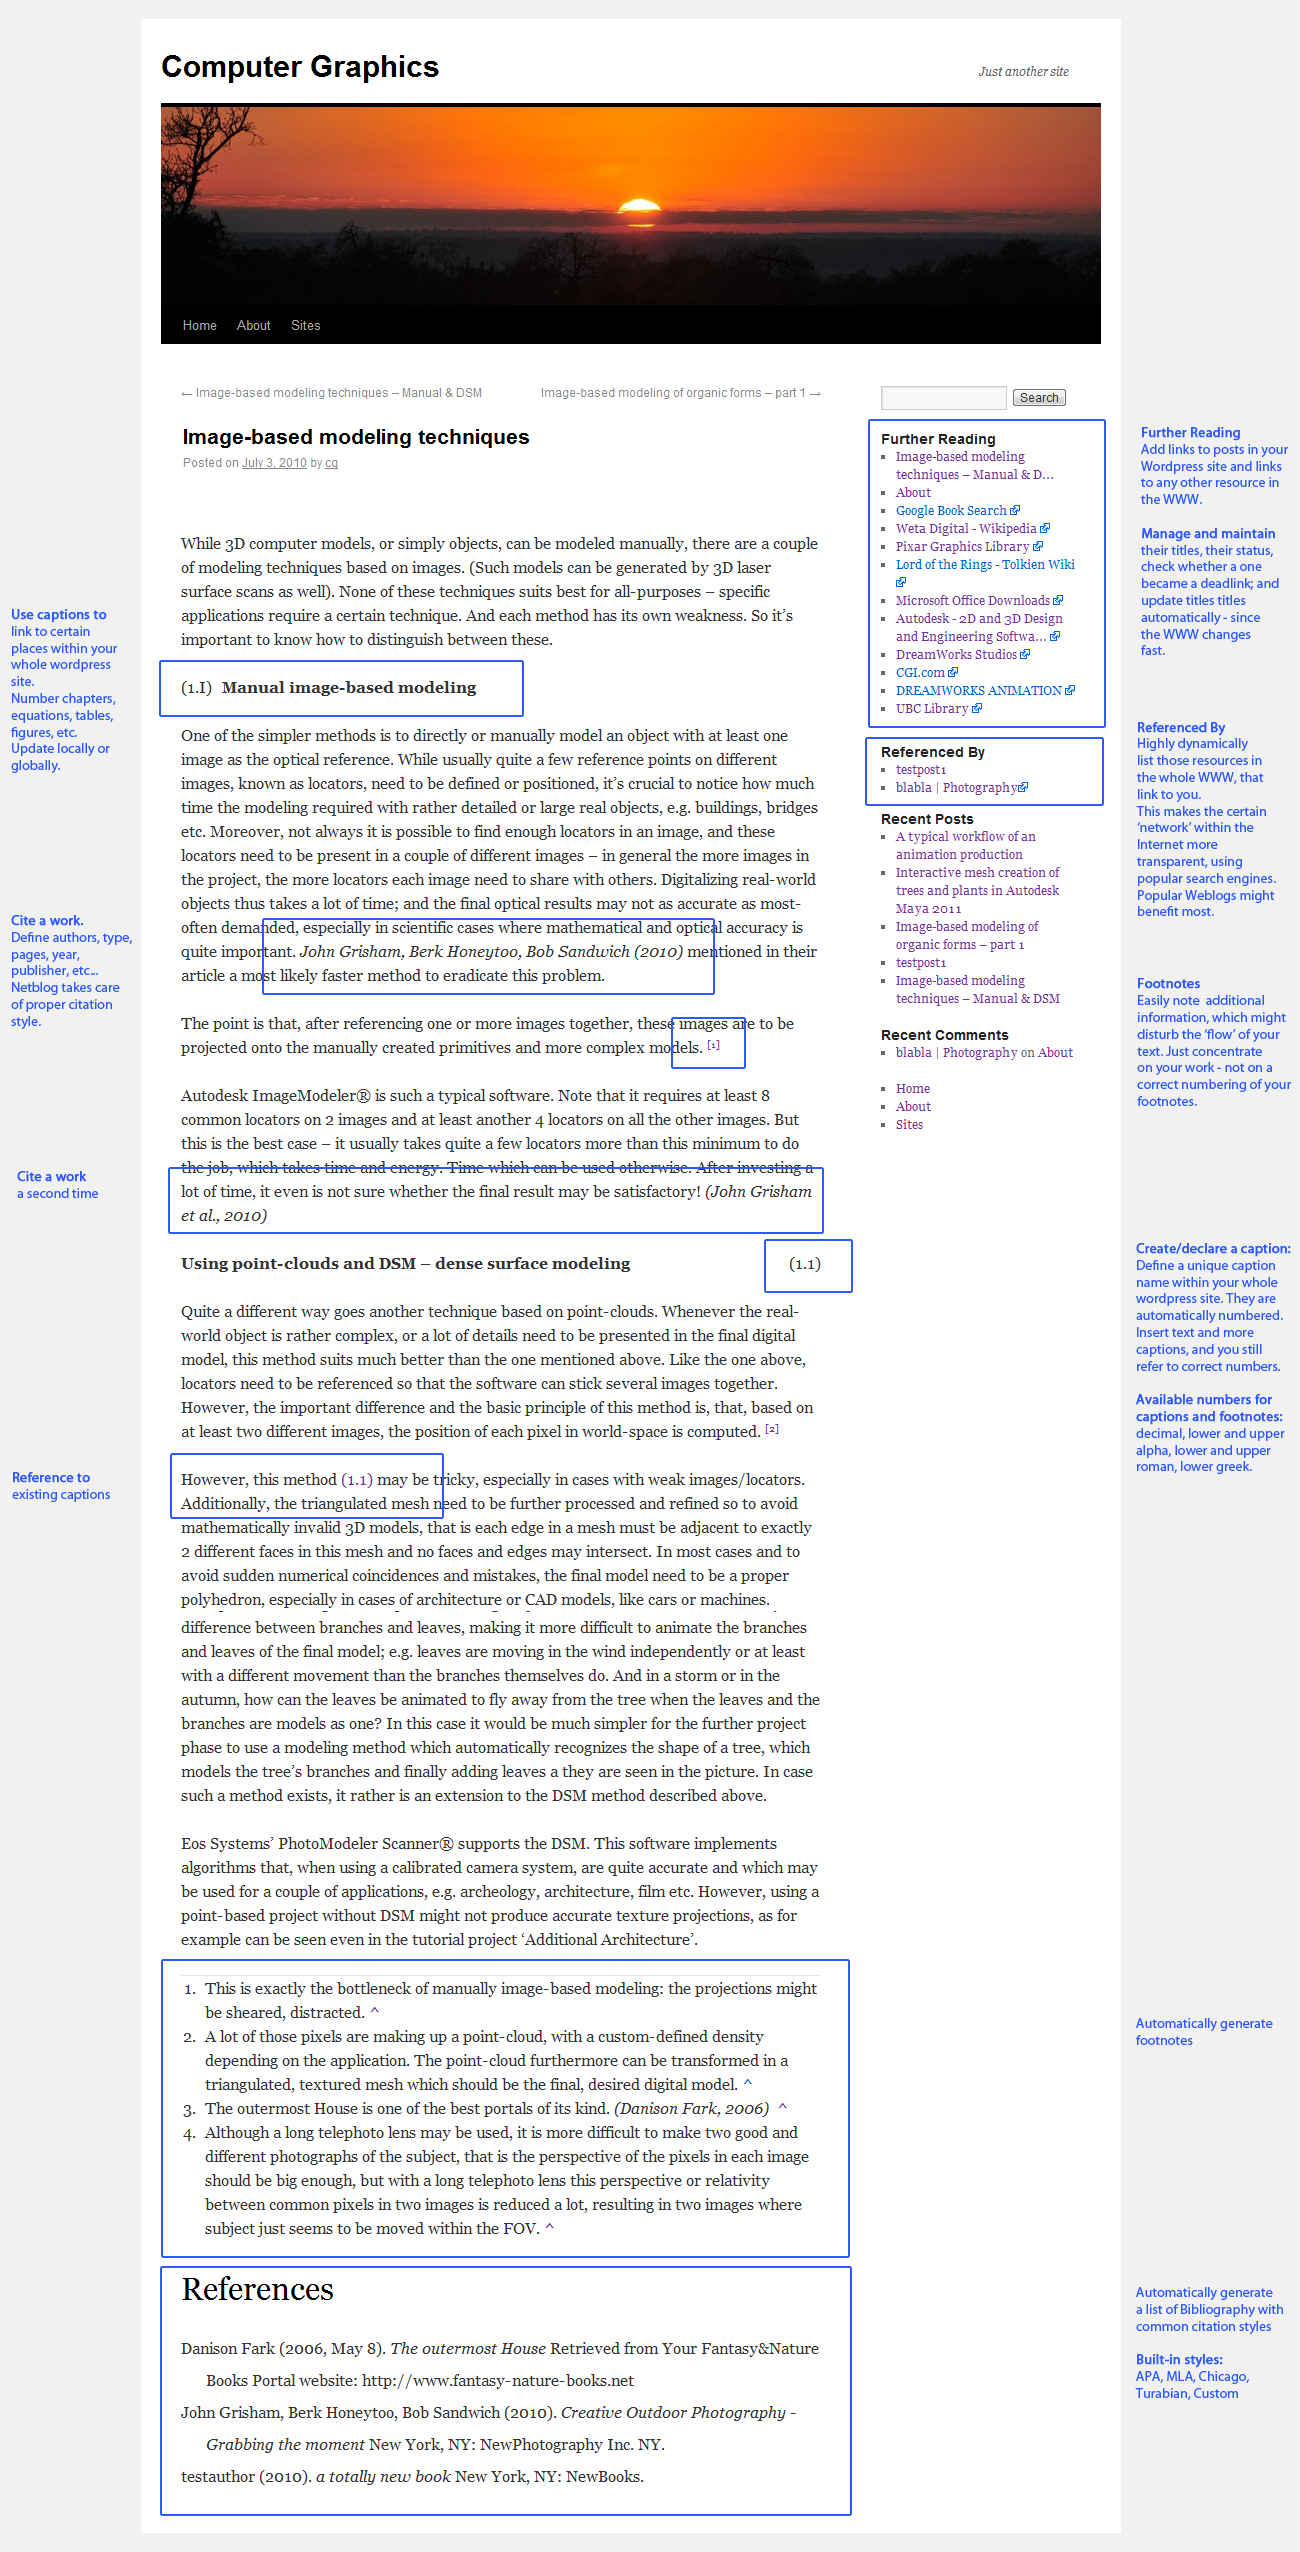 Computer Graphics
Just another site
Home About Sites
← Image-based modeling techniques – Manual & DSM
Image-based modeling of organic forms – part 1 →
Image-based modeling techniques
Posted on July 3, 2010 by cg
While 3D computer models, or simply objects, can be modeled manually, there are a couple
of modeling techniques based on images. (Such models can be generated by 3D laser
surface scans as well). None of these techniques suits best for all-purposes – specific
applications require a certain technique. And each method has its own weakness. So it's
important to know how to distinguish between these.
(1.I) Manual image-based modeling
One of the simpler methods is to directly or manually model an object with at least one
image as the optical reference. While usually quite a few reference points on different
images, known as locators, need to be defined or positioned, it's crucial to notice how much
time the modeling required with rather detailed or large real objects, e.g. buildings, bridges
etc. Moreover, not always it is possible to find enough locators in an image, and these
locators need to be present in a couple of different images – in general the more images in
the project, the more locators each image need to share with others. Digitalizing real-world
objects thus takes a lot of time; and the final optical results may not as accurate as most-
often demanded, especially in scientific cases where mathematical and optical accuracy is
quite important. John Grisham, Berk Honeytoo, Bob Sandwich (2010) mentioned in their
article a most likely faster method to eradicate this problem.
The point is that, after referencing one or more images together, these images are to be
projected onto the manually created primitives and more complex models. [1]
Autodesk ImageModeler® is such a typical software. Note that it requires at least 8
common locators on 2 images and at least another 4 locators on all the other images. But
this is the best case – it usually takes quite a few locators more than this minimum to do
the job, which takes time and energy. Time which can be used otherwise. After investing a
lot of time, it even is not sure whether the final result may be satisfactory! (John Grisham
et al., 2010)
Using point-clouds and DSM – dense surface modeling (1.1)
Quite a different way goes another technique based on point-clouds. Whenever the real-
world object is rather complex, or a lot of details need to be presented in the final digital
model, this method suits much better than the one mentioned above. Like the one above,
locators need to be referenced so that the software can stick several images together.
However, the important difference and the basic principle of this method is, that, based on
at least two different images, the position of each pixel in world-space is computed. [2]
However, this method (1.1) may be tricky, especially in cases with weak images/locators.
Additionally, the triangulated mesh need to be further processed and refined so to avoid
mathematically invalid 3D models, that is each edge in a mesh must be adjacent to exactly
2 different faces in this mesh and no faces and edges may intersect. In most cases and to
avoid sudden numerical coincidences and mistakes, the final model need to be a proper
polyhedron, especially in cases of architecture or CAD models, like cars or machines.
difference between branches and leaves, making it more difficult to animate the branches
and leaves of the final model; e.g. leaves are moving in the wind independently or at least
with a different movement than the branches themselves do. And in a storm or in the
autumn, how can the leaves be animated to fly away from the tree when the leaves and the
branches are models as one? In this case it would be much simpler for the further project
phase to use a modeling method which automatically recognizes the shape of a tree, which
models the tree's branches and finally adding leaves a they are seen in the picture. In case
such a method exists, it rather is an extension to the DSM method described above.
Eos Systems' PhotoModeler Scanner® supports the DSM. This software implements
algorithms that, when using a calibrated camera system, are quite accurate and which may
be used for a couple of applications, e.g. archeology, architecture, film etc. However, using a
point-based project without DSM might not produce accurate texture projections, as for
example can be seen even in the tutorial project 'Additional Architecture'.
1. This is exactly the bottleneck of manually image-based modeling: the projections might
be sheared, distracted. ^
2. A lot of those pixels are making up a point-cloud, with a custom-defined density
depending on the application. The point-cloud furthermore can be transformed in a
triangulated, textured mesh which should be the final, desired digital model. ^
3. The outermost House is one of the best portals of its kind. (Danison Fark, 2006) ^
4. Although a long telephoto lens may be used, it is more difficult to make two good and
different photographs of the subject, that is the perspective of the pixels in each image
should be big enough, but with a long telephoto lens this perspective or relativity
between common pixels in two images is reduced a lot, resulting in two images where
subject just seems to be moved within the FOV. ^
References
Danison Fark (2006, May 8). The outermost House Retrieved from Your Fantasy&Nature
Books Portal website: http://www.fantasy-nature-books.net
John Grisham, Berk Honeytoo, Bob Sandwich (2010). Creative Outdoor Photography -
Grabbing the moment New York, NY: NewPhotography Inc. NY.
testauthor (2010). a totally new book New York, NY: NewBooks.
Search
Further Reading
Image-based modeling
techniques – Manual & D...
About
Google Book Search
Weta Digital - Wikipedia
Pixar Graphics Library
Lord of the Rings - Tolkien Wiki
Microsoft Office Downloads
Autodesk - 2D and 3D Design
and Engineering Softwa...
DreamWorks Studios
CGI.com
DREAMWORKS ANIMATION
UBC Library
Referenced By
testpost1
blabla | Photography
Recent Posts
A typical workflow of an
animation production
Interactive mesh creation of
trees and plants in Autodesk
Maya 2011
Image-based modeling of
organic forms – part 1
testpost1
Image-based modeling
techniques – Manual & DSM
Recent Comments
blabla | Photography on About
Home
About
Sites
Use captions to
link to certain
places within your
whole wordpress
site.
Number chapters,
equations, tables,
figures, etc.
Update locally or
globally.
Cite a work.
Define authors, type,
pages, year,
publisher, etc...
Netblog takes care
of proper citation
style.
Cite a work
a second time
Reference to
existing captions
Further Reading
Add links to posts in your
Wordpress site and links
to any other resource in
the WWW.
Manage and maintain
their titles, their status,
check whether a one
became a deadlink; and
update titles titles
automatically - since
the WWW changes
fast.
Referenced By
Highly dynamically
list those resources in
the whole WWW, that
link to you.
This makes the certain
'network' within the
Internet more
transparent, using
popular search engines.
Popular Weblogs might
benefit most.
Footnotes
Easily note additional
information, which might
disturb the 'flow' of your
text. Just concentrate
on your work - not on a
correct numbering of your
footnotes.
Create/declare a caption:
Define a unique caption
name within your whole
wordpress site. They are
automatically numbered.
Insert text and more
captions, and you still
refer to correct numbers.
Available numbers for
captions and footnotes:
decimal, lower and upper
alpha, lower and upper
roman, lower greek.
Automatically generate
footnotes
Automatically generate
a list of Bibliography with
common citation styles
Built-in styles:
APA, MLA, Chicago,
Turabian, Custom